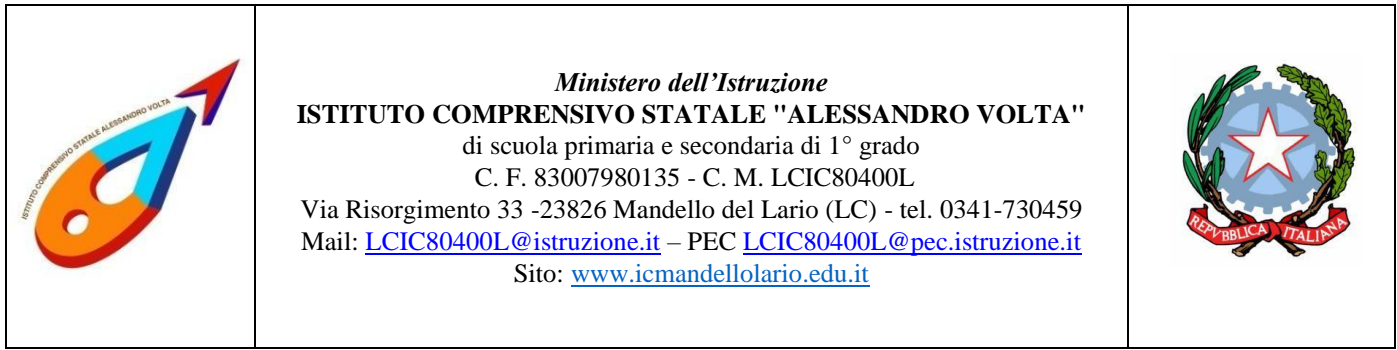 ISTITUTO COMPRENSIVO STATALE ALESSANDRO VOLTA
Ministero dell'Istruzione
ISTITUTO COMPRENSIVO STATALE "ALESSANDRO VOLTA"
di scuola primaria e secondaria di 1° grado
C. F. 83007980135 - C. M. LCIC80400L
Via Risorgimento 33 -23826 Mandello del Lario (LC) - tel. 0341-730459
Mail: LCIC80400L@istruzione.it – PEC LCIC80400L@pec.istruzione.it
Sito: www.icmandellolario.edu.it
REPVBBLICA ITALIANA